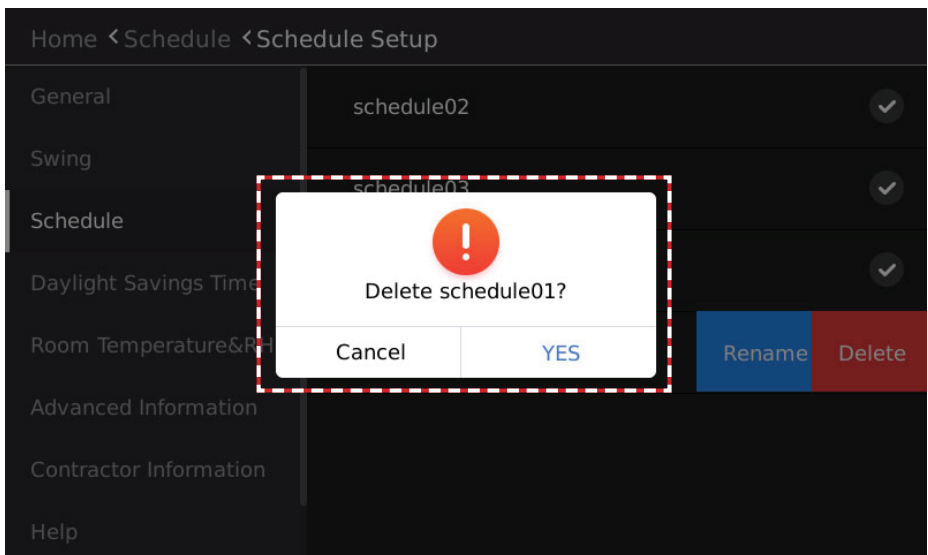 Home < Schedule < Schedule Setup
General
Swing
Schedule
Daylight Savings Time
Room Temperature&RH
Advanced Information
Contractor Information
Help
schedule02
schedule03
Delete schedule01?
Cancel YES
Rename Delete